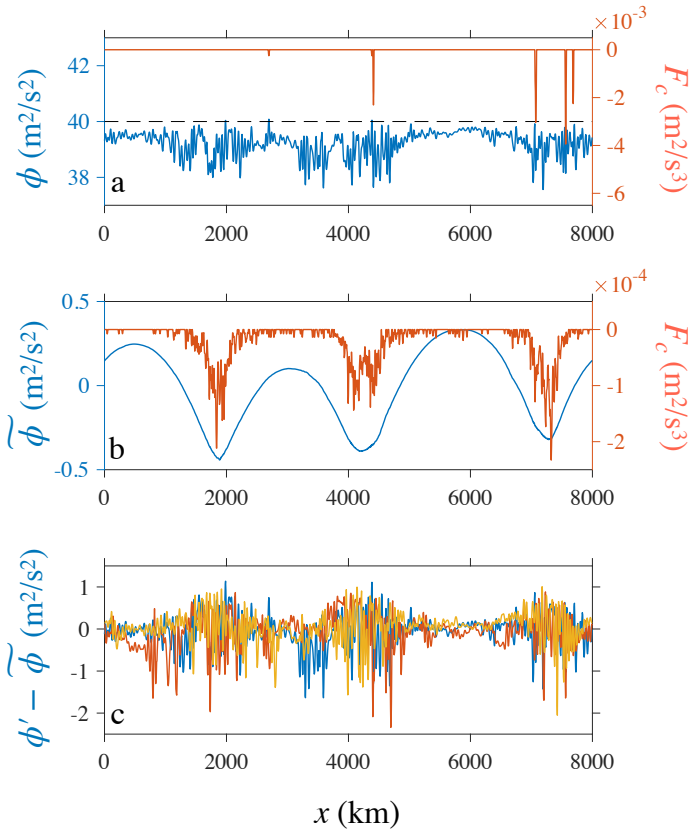 ×10⁻³
ϕ (m²/s²)
42
40
38
0
-2
-4
-6
F_c (m²/s³)
a
0 2000 4000 6000 8000
×10⁻⁴
ϕ̃ (m²/s²)
0.5
0
-0.5
0
-1
-2
F_c (m²/s³)
b
0 2000 4000 6000 8000
ϕ′ − ϕ̃ (m²/s²)
1
0
-1
-2
c
0 2000 4000 6000 8000
x (km)